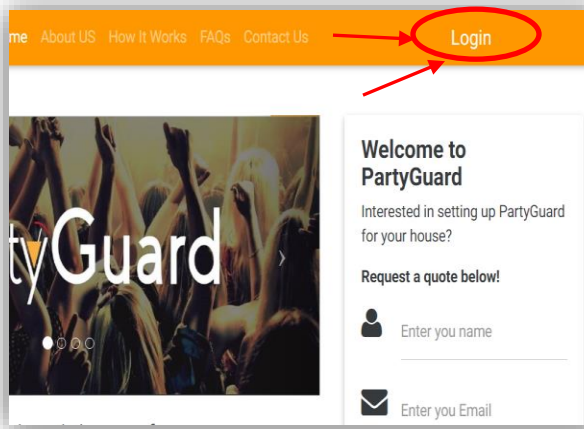 me About US How It Works FAQs Contact Us Login
tyGuard
Welcome to
PartyGuard
Interested in setting up PartyGuard
for your house?
Request a quote below!
Enter you name
Enter you Email